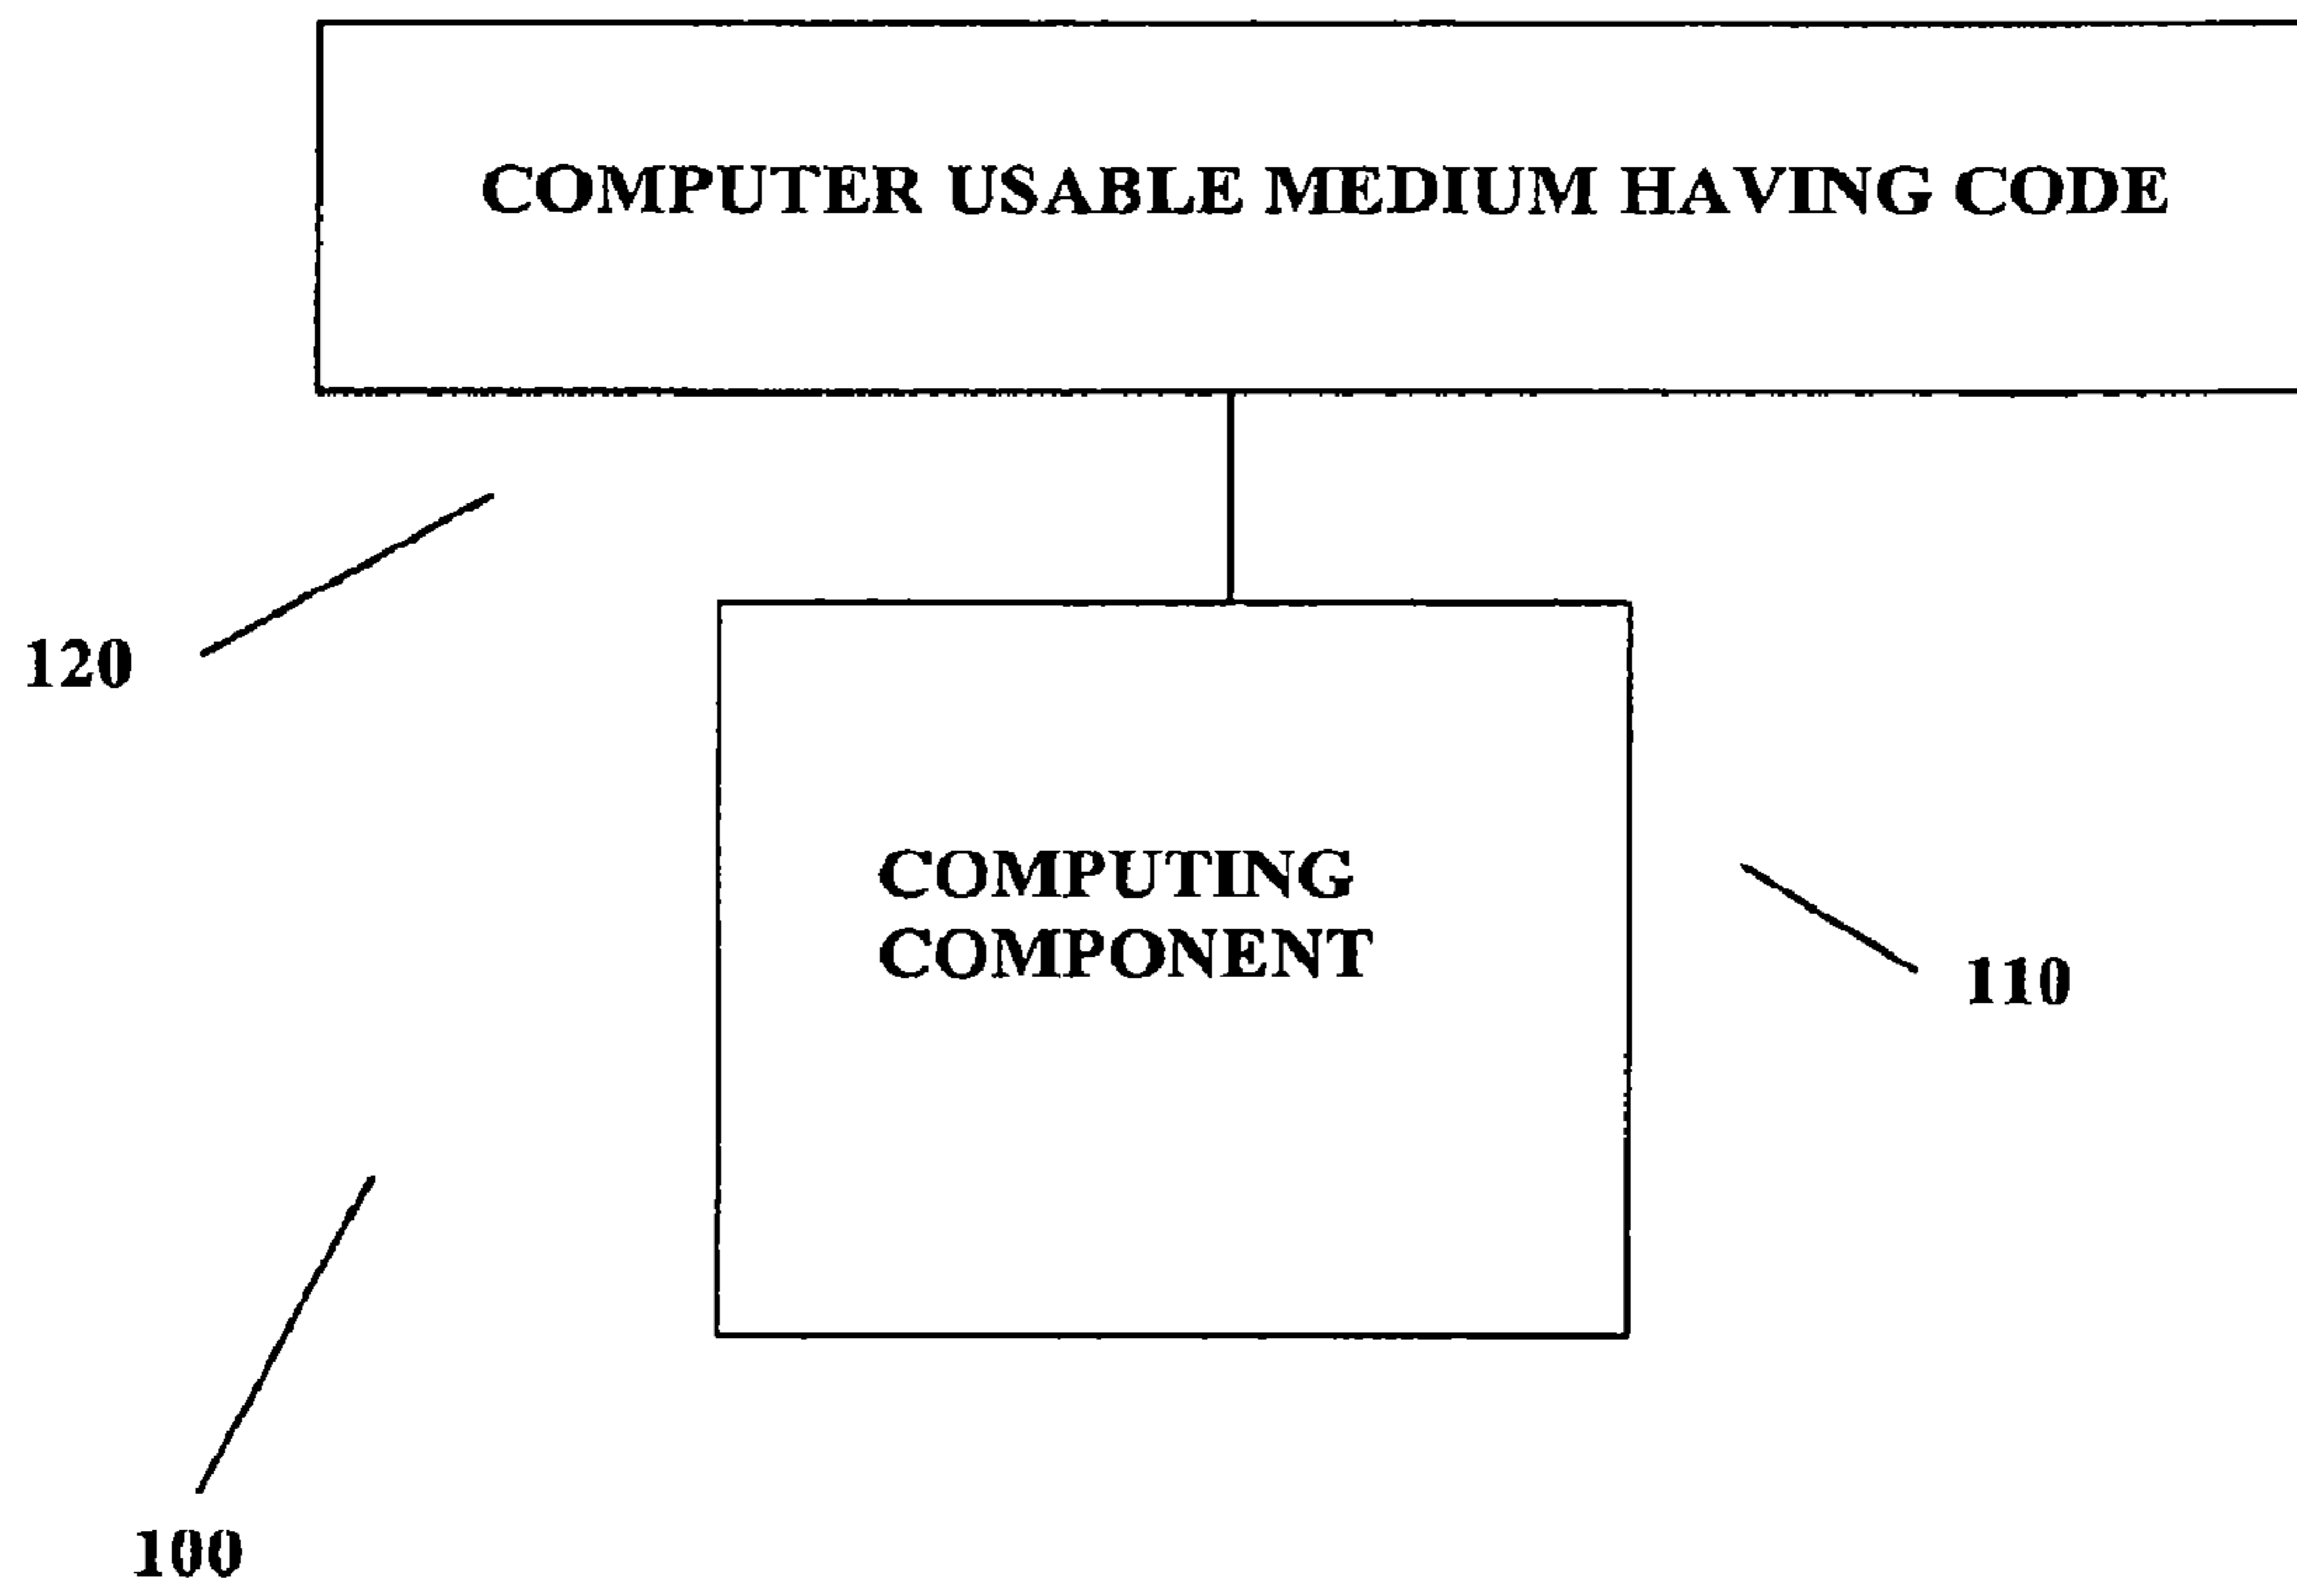 COMPUTER USABLE MEDIUM HAVING CODE
120
COMPUTING
COMPONENT
110
100